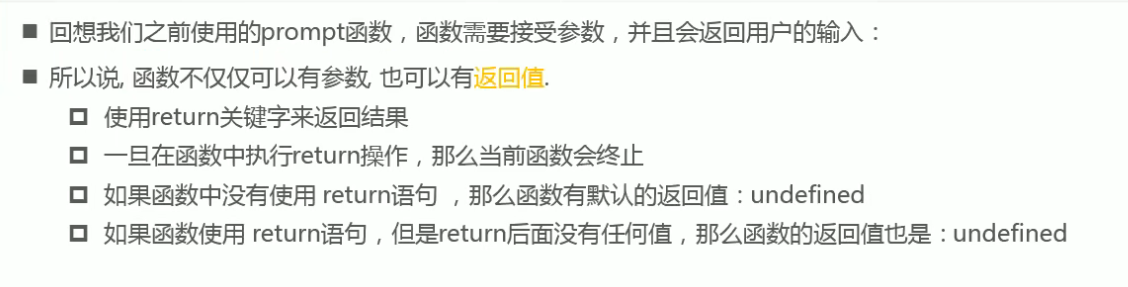 回想我们之前使用的prompt函数，函数需要接受参数，并且会返回用户的输入：
所以说, 函数不仅仅可以有参数, 也可以有返回值.
使用return关键字来返回结果
一旦在函数中执行return操作，那么当前函数会终止
如果函数中没有使用 return语句 ，那么函数有默认的返回值：undefined
如果函数使用 return语句，但是return后面没有任何值，那么函数的返回值也是：undefined